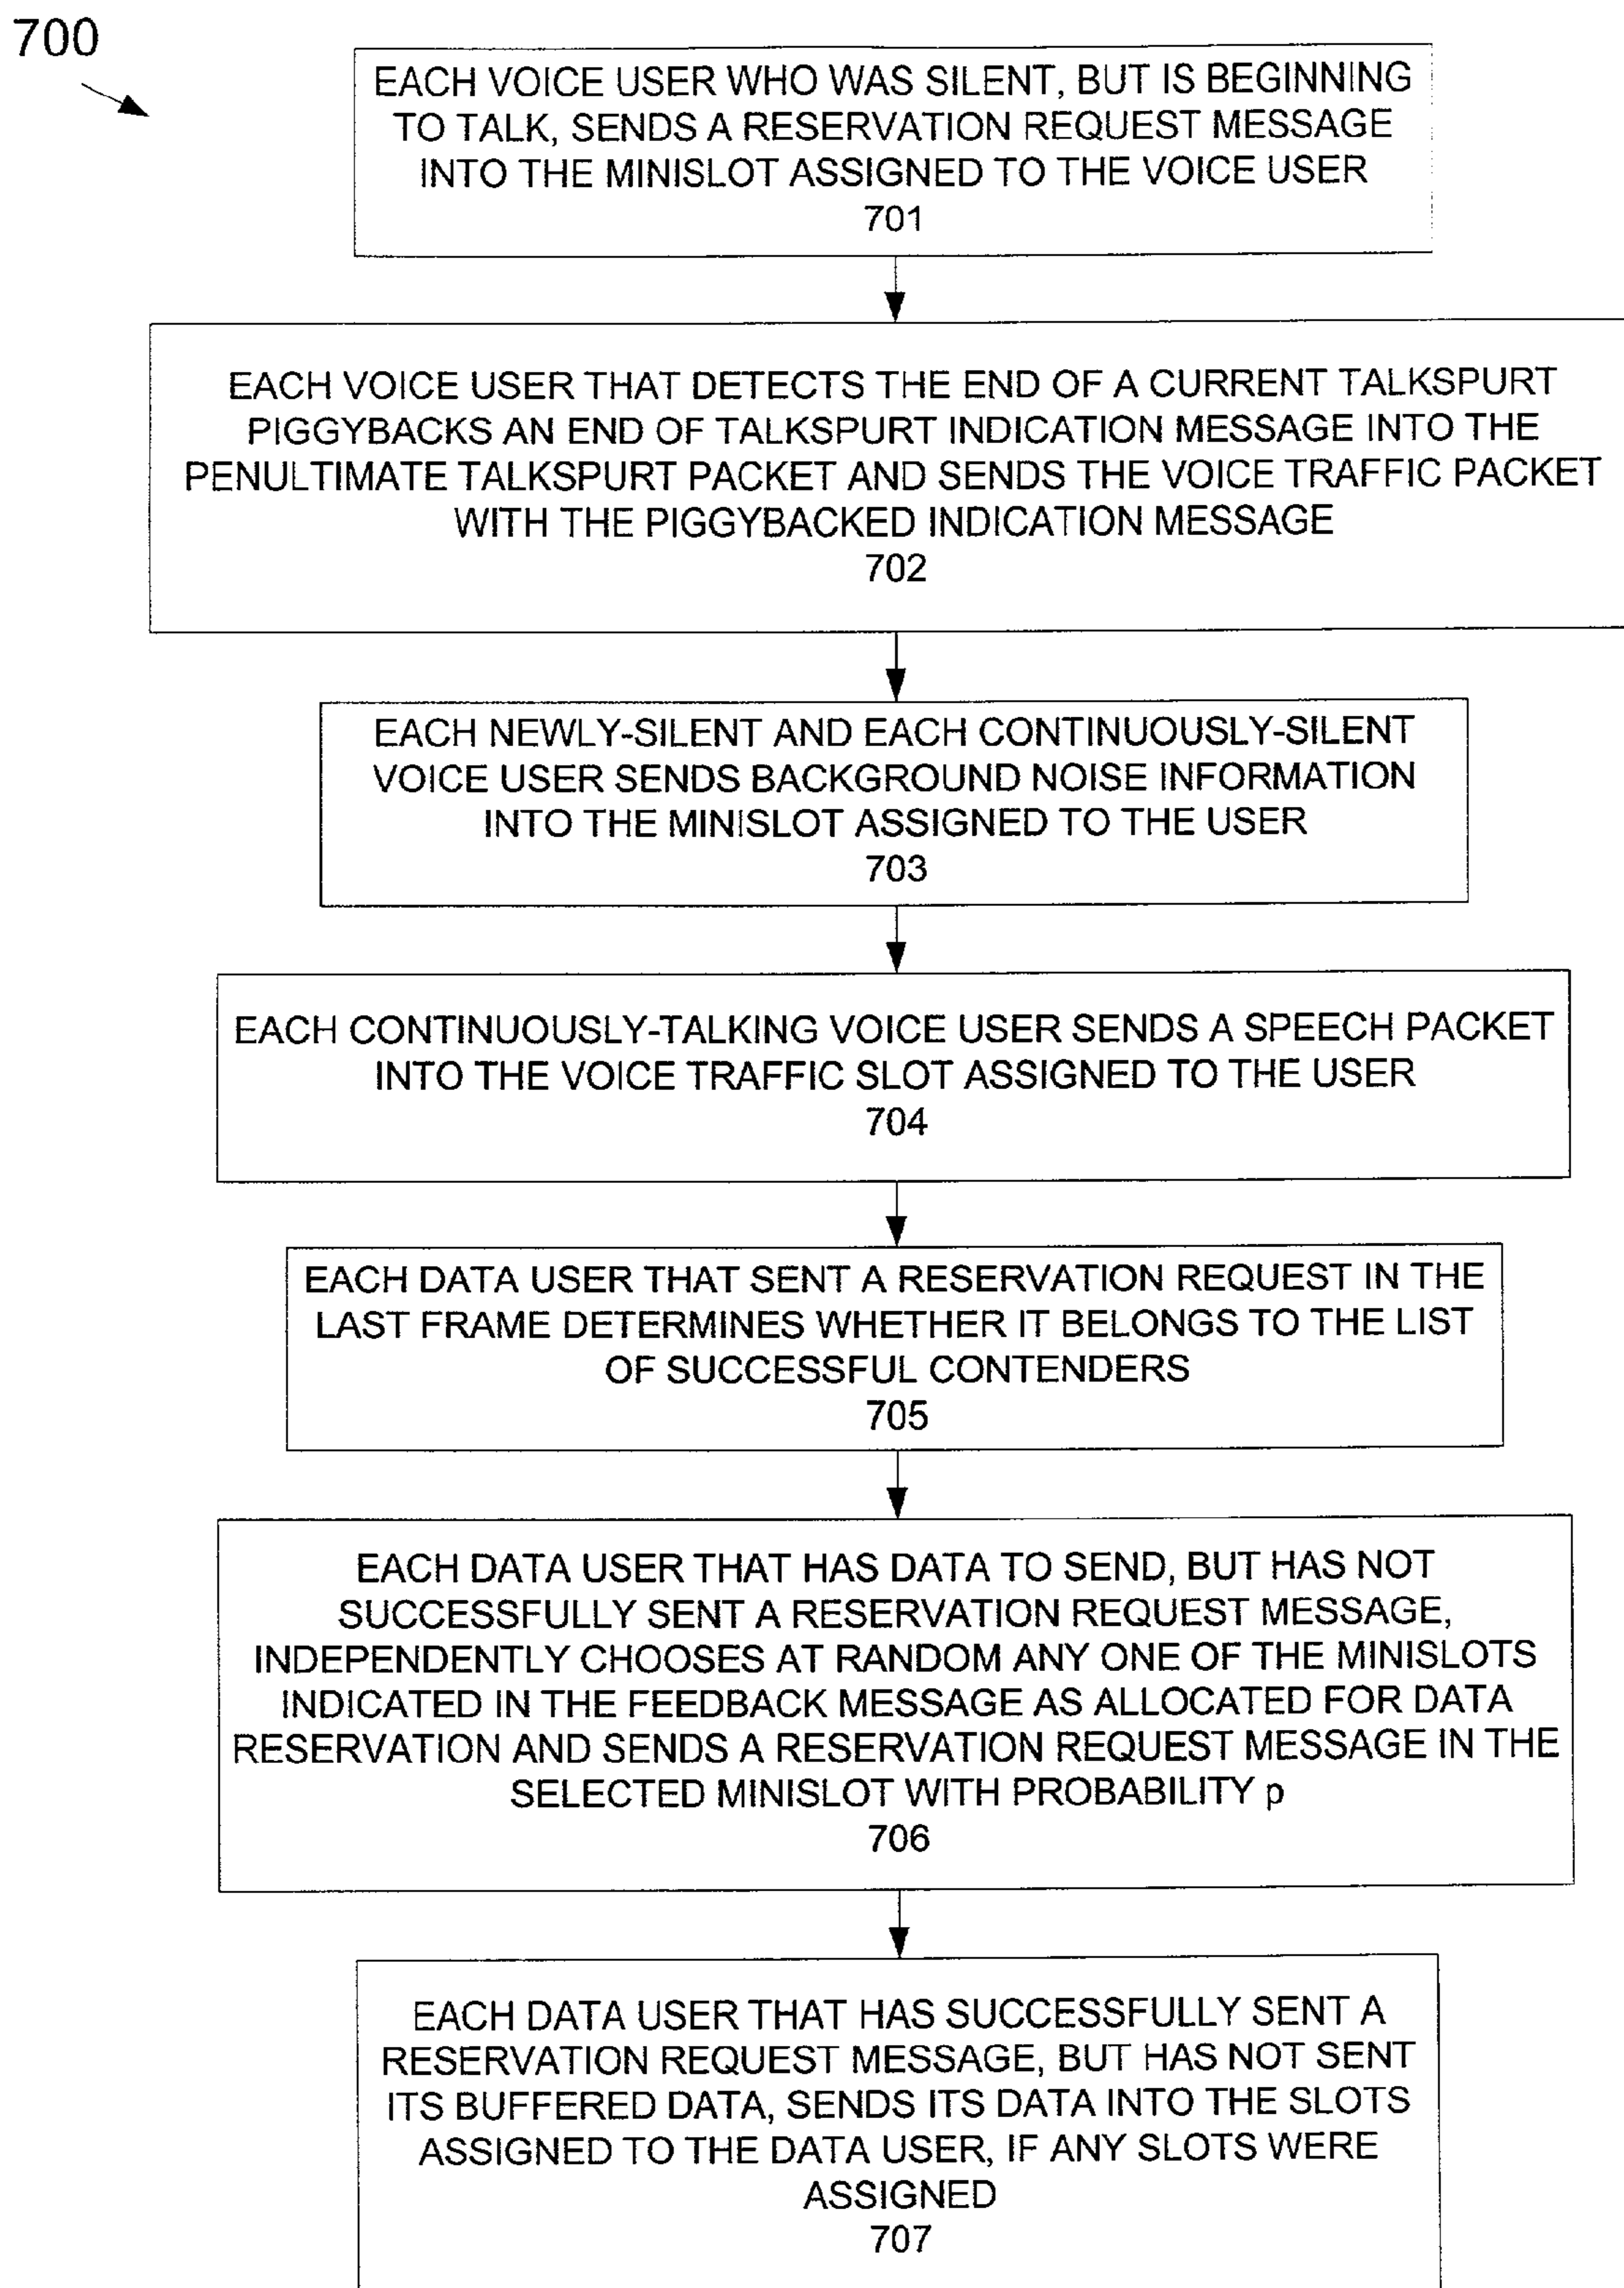 700
EACH VOICE USER WHO WAS SILENT, BUT IS BEGINNING
TO TALK, SENDS A RESERVATION REQUEST MESSAGE
INTO THE MINISLOT ASSIGNED TO THE VOICE USER
701
EACH VOICE USER THAT DETECTS THE END OF A CURRENT TALKSPURT
PIGGYBACKS AN END OF TALKSPURT INDICATION MESSAGE INTO THE
PENULTIMATE TALKSPURT PACKET AND SENDS THE VOICE TRAFFIC PACKET
WITH THE PIGGYBACKED INDICATION MESSAGE
702
EACH NEWLY-SILENT AND EACH CONTINUOUSLY-SILENT
VOICE USER SENDS BACKGROUND NOISE INFORMATION
INTO THE MINISLOT ASSIGNED TO THE USER
703
EACH CONTINUOUSLY-TALKING VOICE USER SENDS A SPEECH PACKET
INTO THE VOICE TRAFFIC SLOT ASSIGNED TO THE USER
704
EACH DATA USER THAT SENT A RESERVATION REQUEST IN THE
LAST FRAME DETERMINES WHETHER IT BELONGS TO THE LIST
OF SUCCESSFUL CONTENDERS
705
EACH DATA USER THAT HAS DATA TO SEND, BUT HAS NOT
SUCCESSFULLY SENT A RESERVATION REQUEST MESSAGE,
INDEPENDENTLY CHOOSES AT RANDOM ANY ONE OF THE MINISLOTS
INDICATED IN THE FEEDBACK MESSAGE AS ALLOCATED FOR DATA
RESERVATION AND SENDS A RESERVATION REQUEST MESSAGE IN THE
SELECTED MINISLOT WITH PROBABILITY p
706
EACH DATA USER THAT HAS SUCCESSFULLY SENT A
RESERVATION REQUEST MESSAGE, BUT HAS NOT SENT
ITS BUFFERED DATA, SENDS ITS DATA INTO THE SLOTS
ASSIGNED TO THE DATA USER, IF ANY SLOTS WERE
ASSIGNED
707